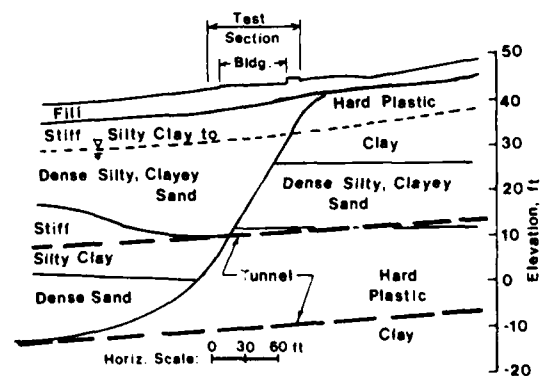 Test
Section
Bldg.
50
Fill
Hard Plastic
40
Stiff Silty Clay to
Clay
30
Dense Silty, Clayey
Sand
Dense Silty, Clayey
Sand
20
Elevation, ft
Stiff
10
Silty Clay
Tunnel
Hard
0
Dense Sand
Plastic
Clay
-10
Horiz. Scale: 0 30 60 ft
-20